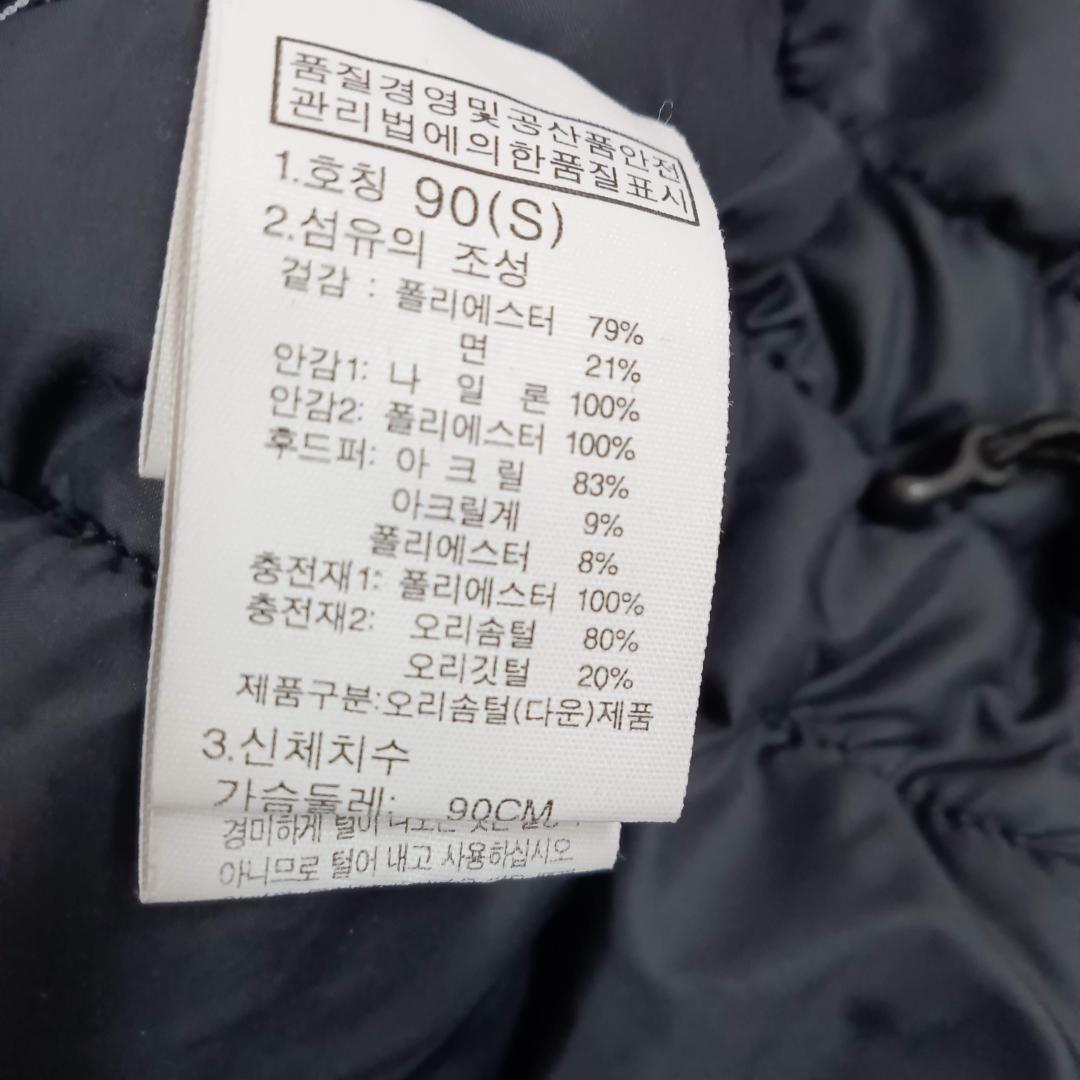 품질경영및공산품안전
관리법에의한품질표시
1.호칭 90(S)
2.섬유의 조성
겉감 : 폴리에스터 79%
면 21%
안감1: 나 일 론 100%
안감2: 폴리에스터 100%
후드퍼: 아 크 릴 83%
아크릴계 9%
폴리에스터 8%
충전재1: 폴리에스터 100%
충전재2: 오리솜털 80%
오리깃털 20%
제품구분:오리솜털(다운)제품
3.신체치수
가슴둘레: 90CM
경미하게 털이
아니므로 털어 내고 사용하십시오